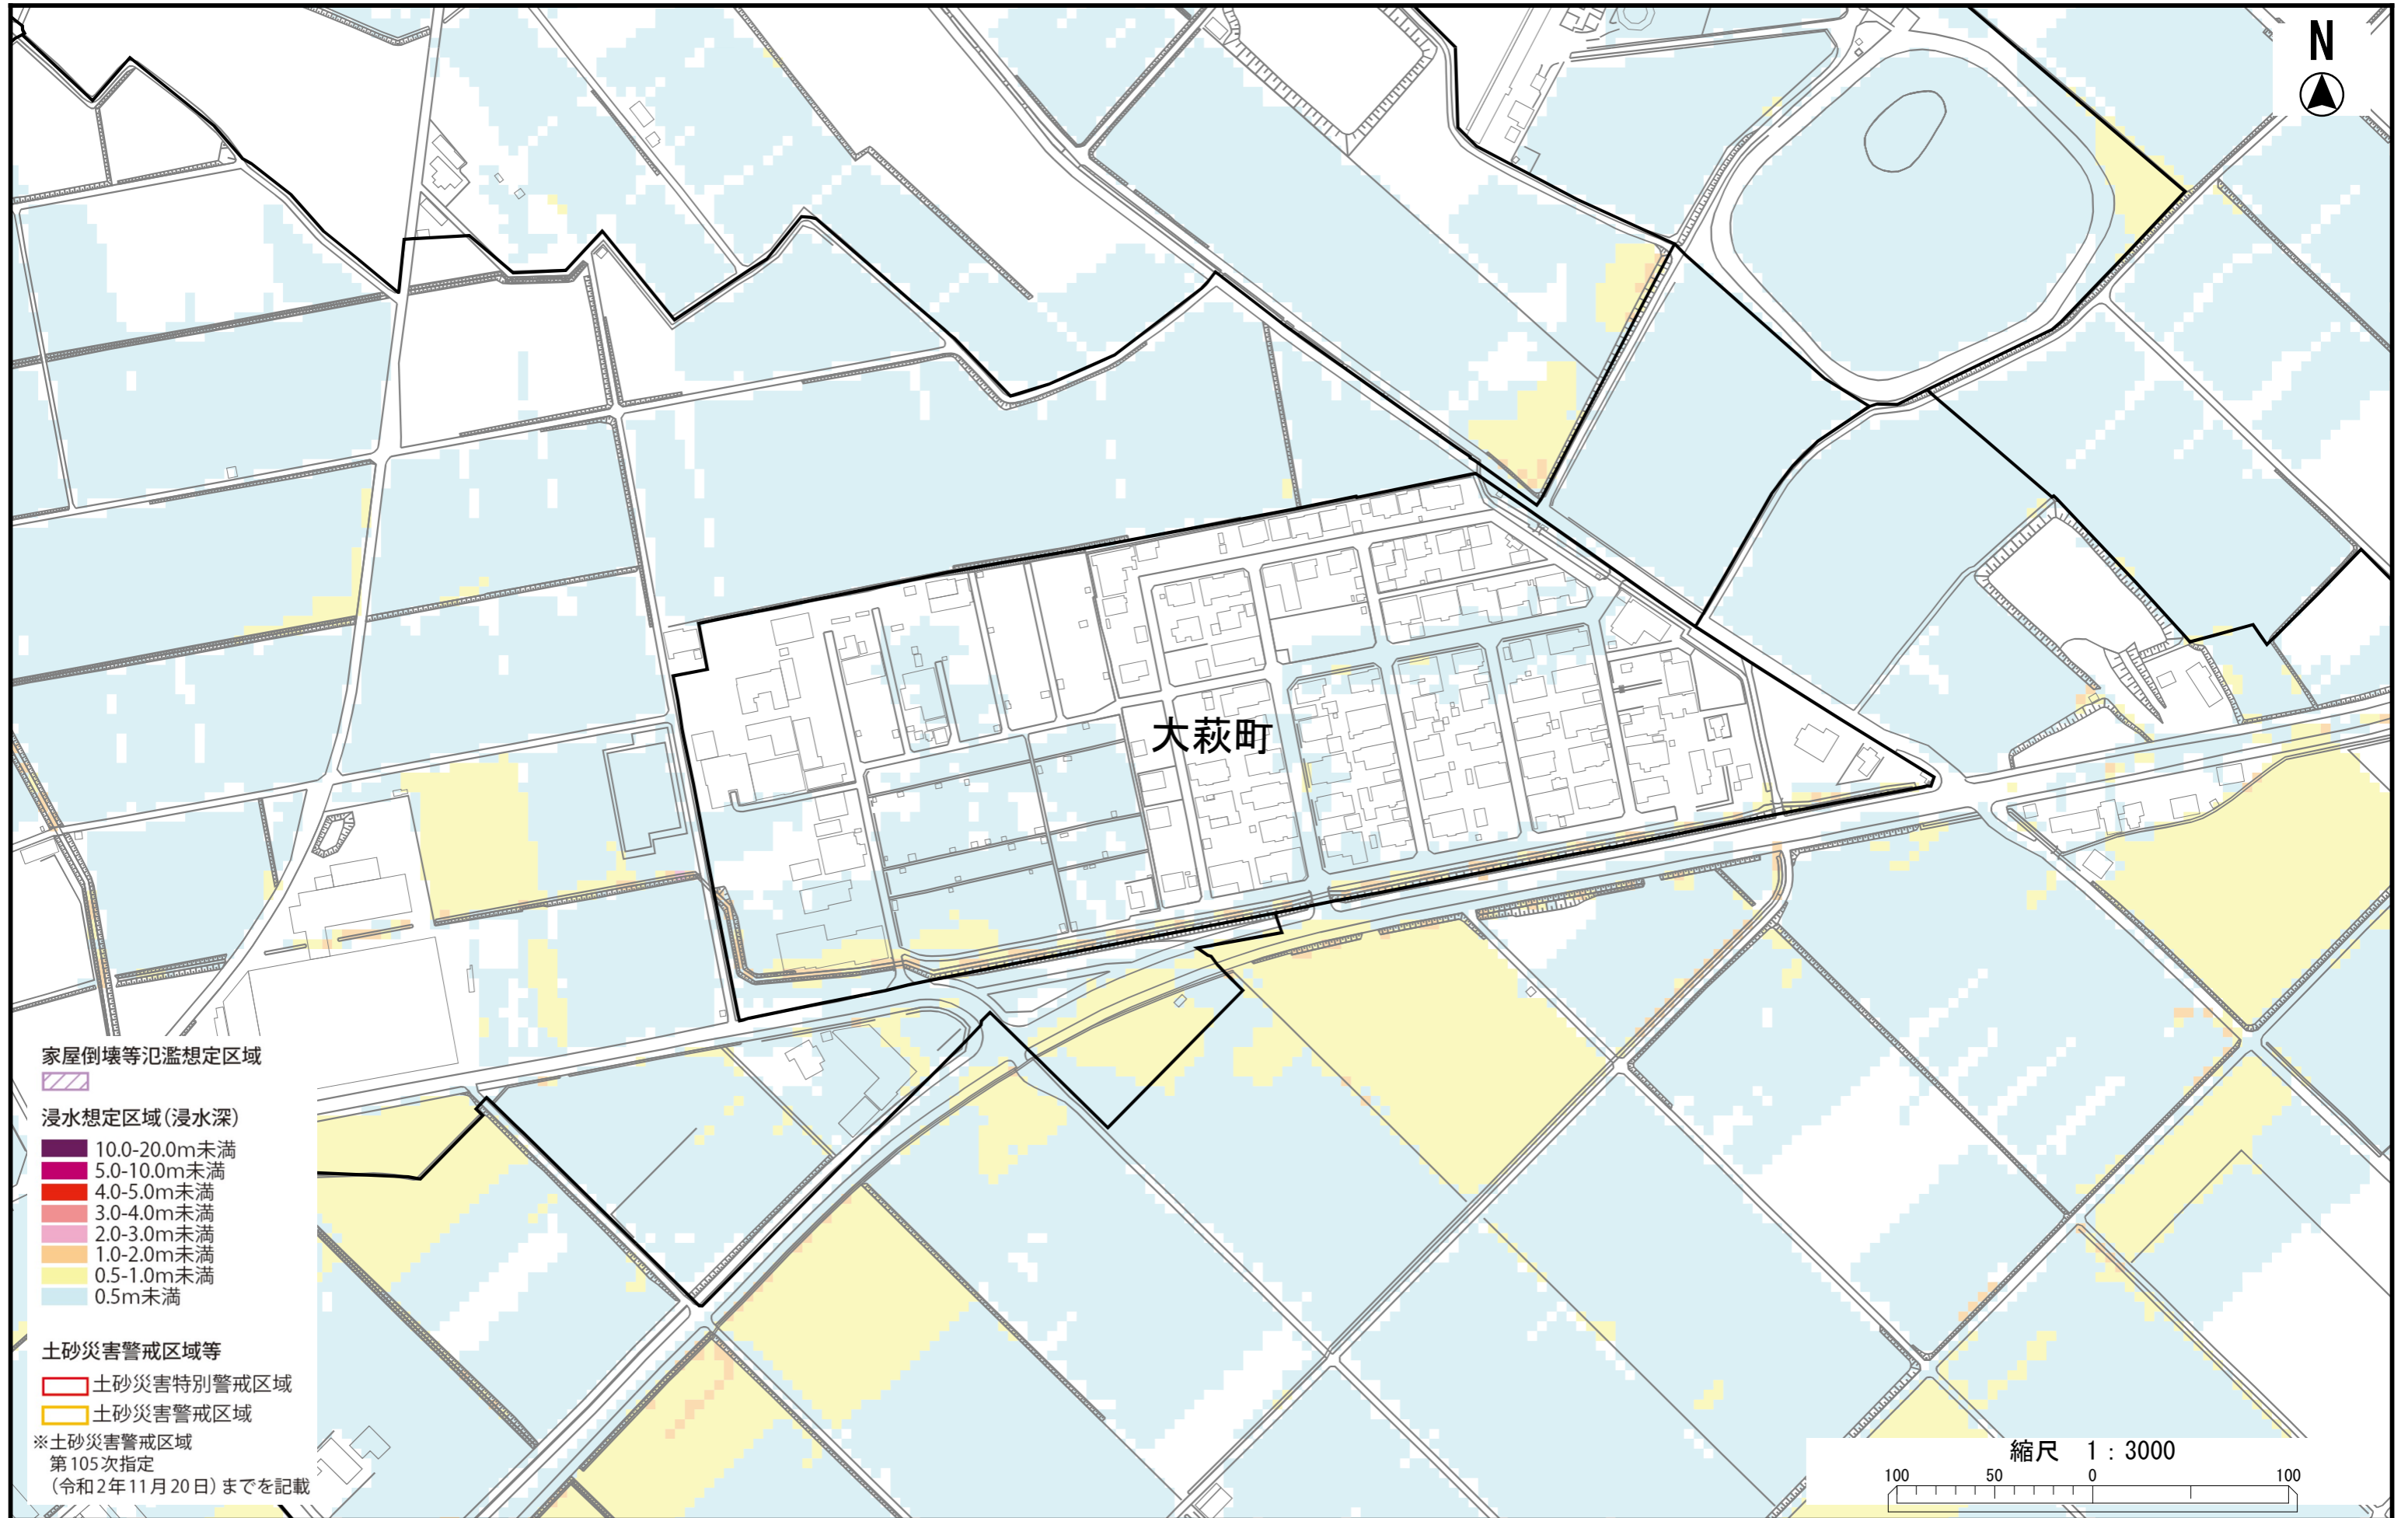 N
大萩町
家屋倒壊等氾濫想定区域
浸水想定区域(浸水深)
10.0-20.0m未満
5.0-10.0m未満
4.0-5.0m未満
3.0-4.0m未満
2.0-3.0m未満
1.0-2.0m未満
0.5-1.0m未満
0.5m未満
土砂災害警戒区域等
土砂災害特別警戒区域
土砂災害警戒区域
※土砂災害警戒区域
第105次指定
(令和2年11月20日)までを記載
縮尺 1:3000
100 50 0 100